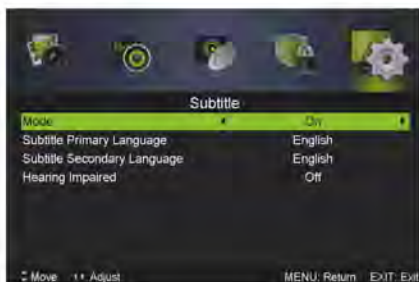 Subtitle
Mode On
Subtitle Primary Language English
Subtitle Secondary Language English
Hearing Impaired Off
Move Adjust MENU: Return EXIT: Exit